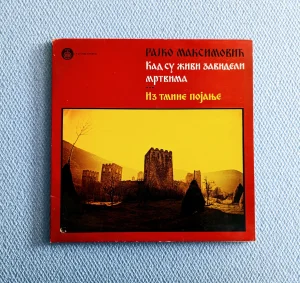 Рајко Максимовић
Кад су живи завидели
мртвима
Из тмине појање